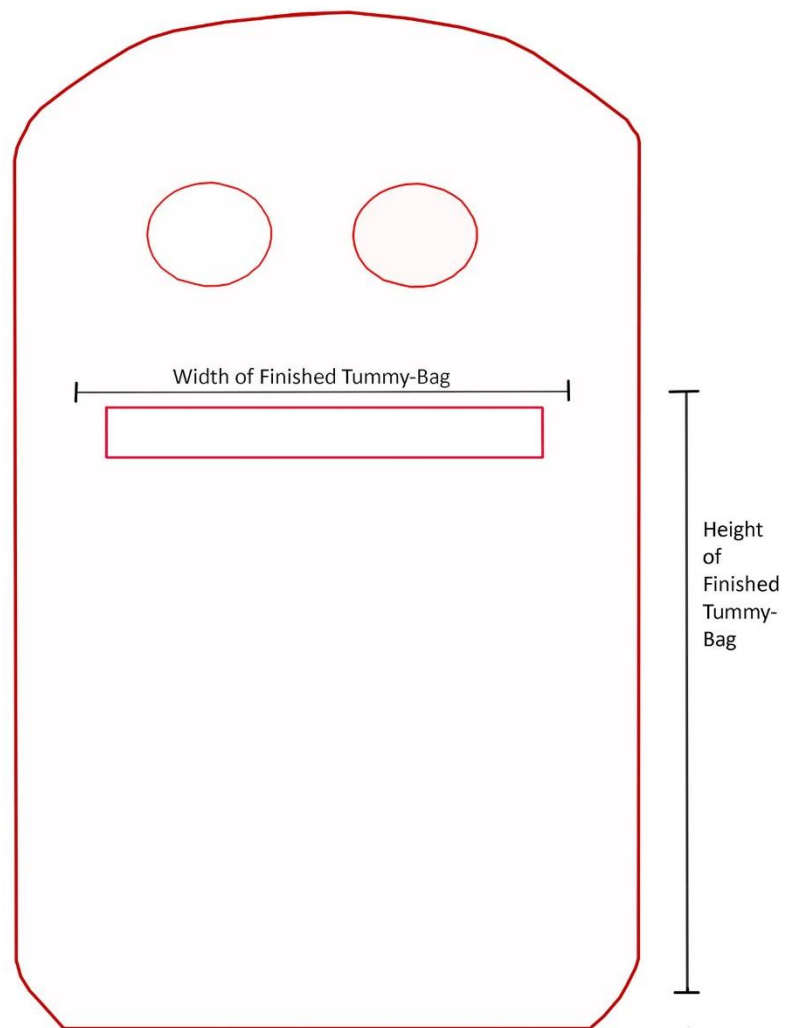 Width of Finished Tummy-Bag
Height
of
Finished
Tummy-
Bag